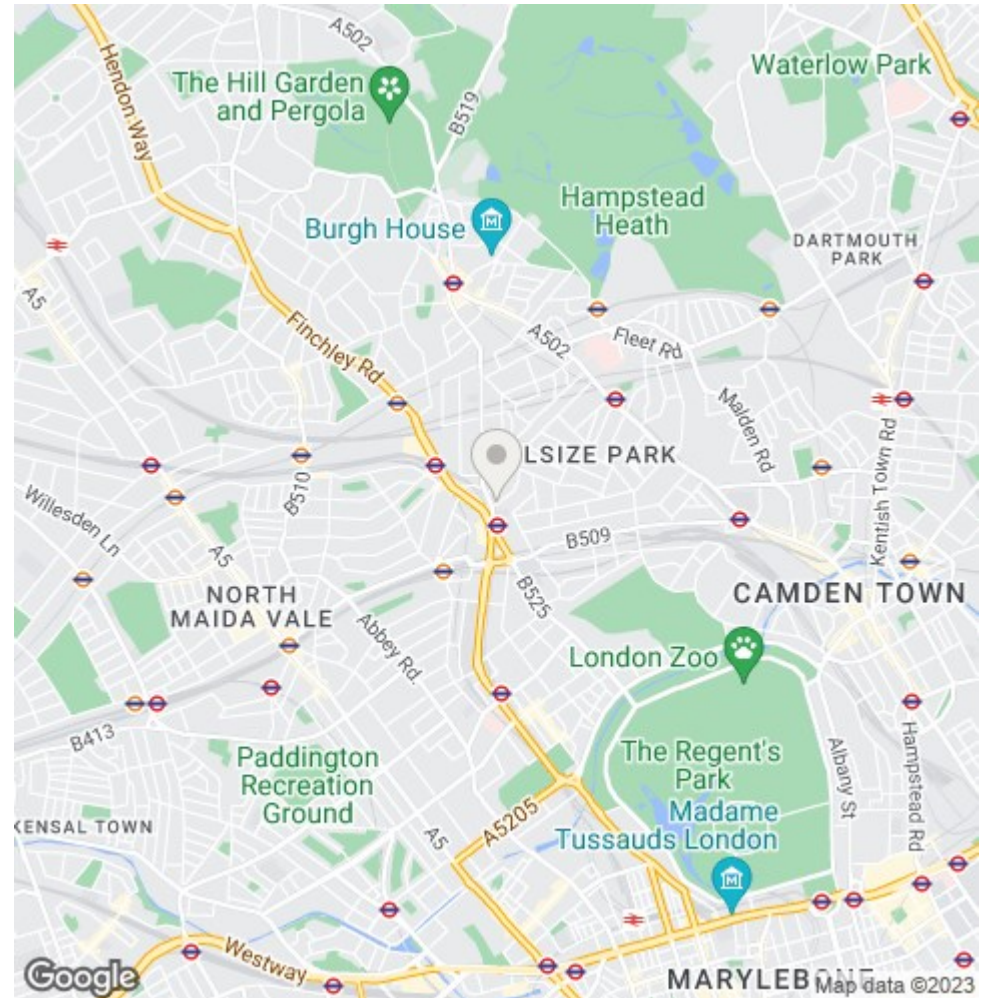 A502
The Hill Garden
and Pergola
B519
Waterlow Park
Hendon Way
Hampstead
Heath
Burgh House
DARTMOUTH
PARK
A5
A502
Fleet Rd
Finchley Rd
Malden Rd
LSIZE PARK
Kentish Town Rd
B510
Willesden Ln
A5
B509
NORTH
MAIDA VALE
B525
CAMDEN TOWN
Abbey Rd.
London Zoo
B413
Paddington
Recreation
Ground
The Regent's
Park
Albany St
Hampstead Rd
Madame
Tussauds London
A5205
KENSAL TOWN
A5
Westway
MARYLEBONE
Google
Map data ©2023